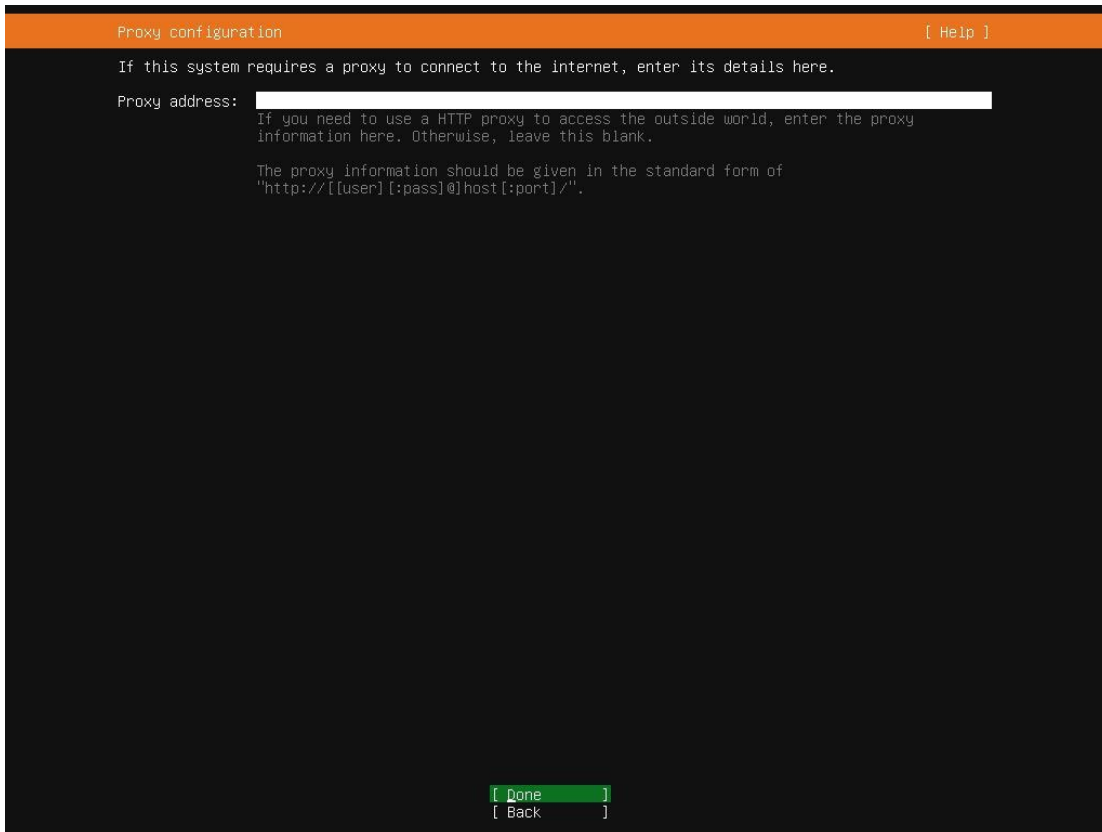 Proxy configuration [ Help ]
If this system requires a proxy to connect to the internet, enter its details here.
Proxy address:
If you need to use a HTTP proxy to access the outside world, enter the proxy
information here. Otherwise, leave this blank.
The proxy information should be given in the standard form of
"http://[[user][:pass]@]host[:port]/".
[ Done ]
[ Back ]